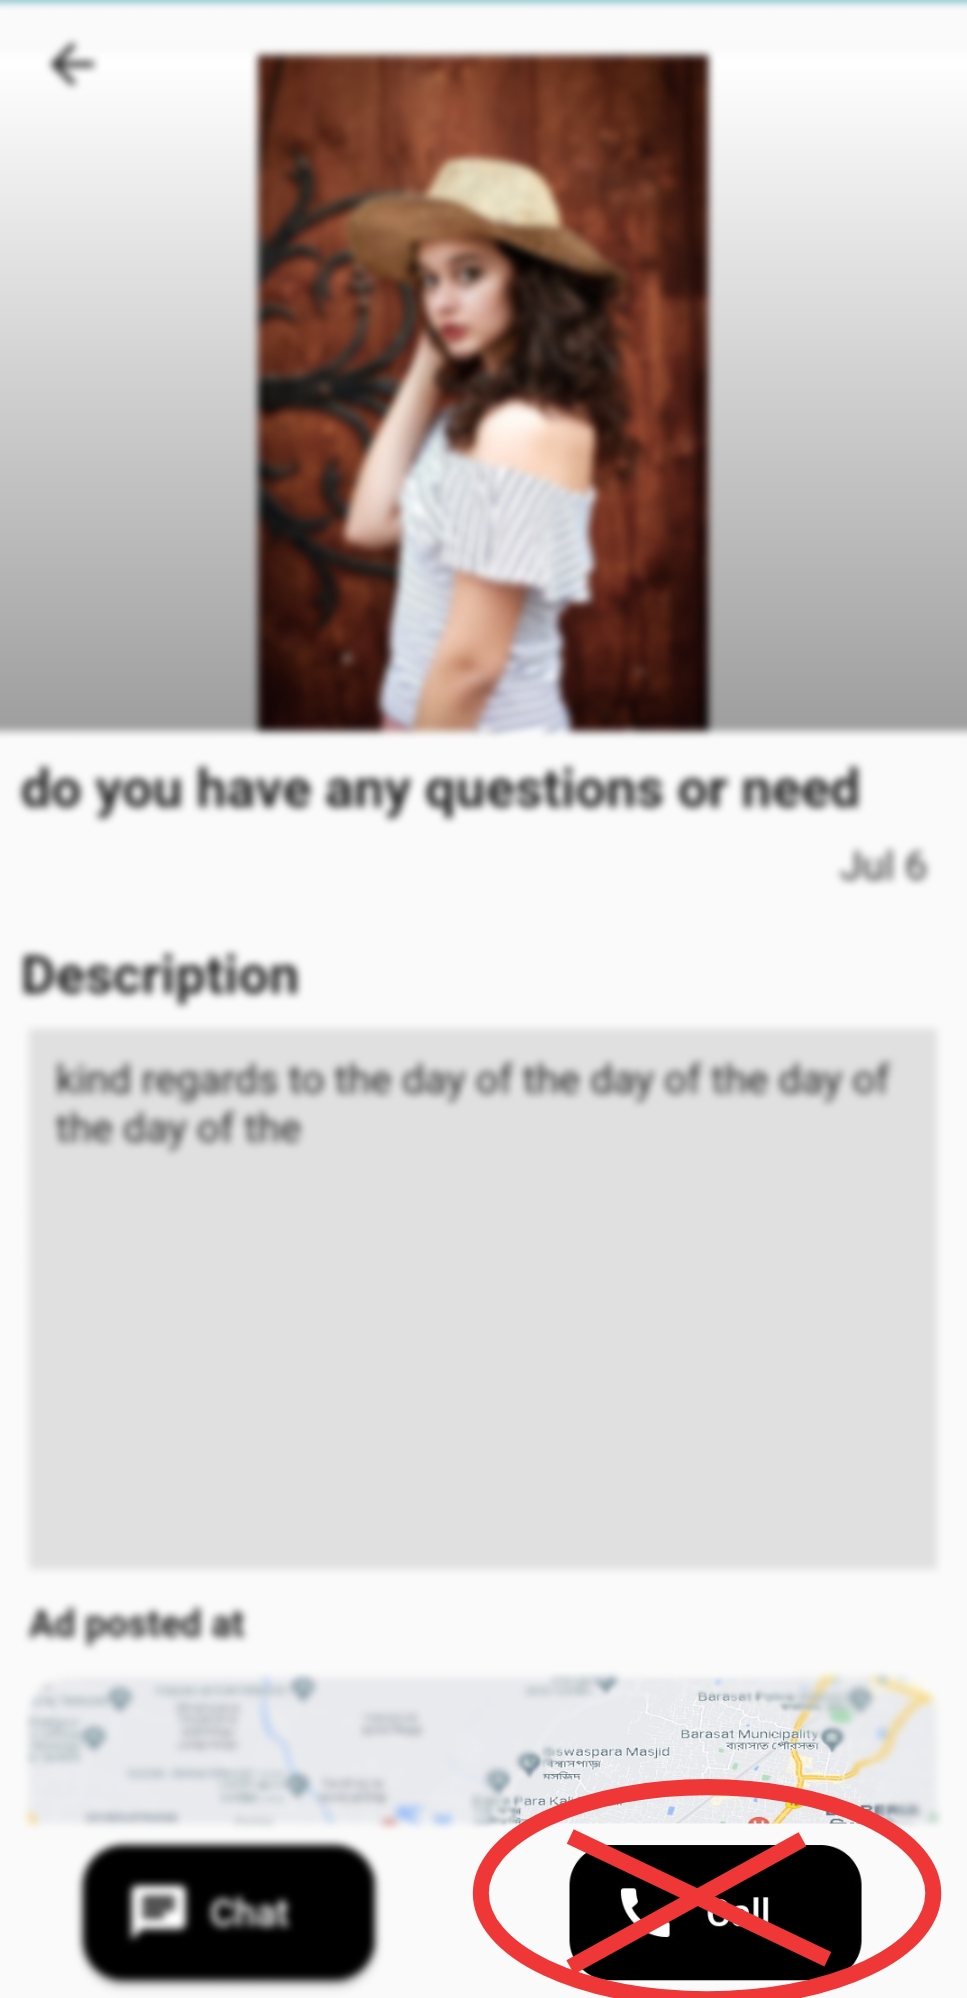 do you have any questions or need
Jul 6
Description
kind regards to the day of the day of the day of
the day of the
Ad posted at
Barasat
Barasat Municipality
বারাসাত পৌরসভা
Biswaspara Masjid
বিশ্বাসপাড়া
মসজিদ
Para
Chat
Call